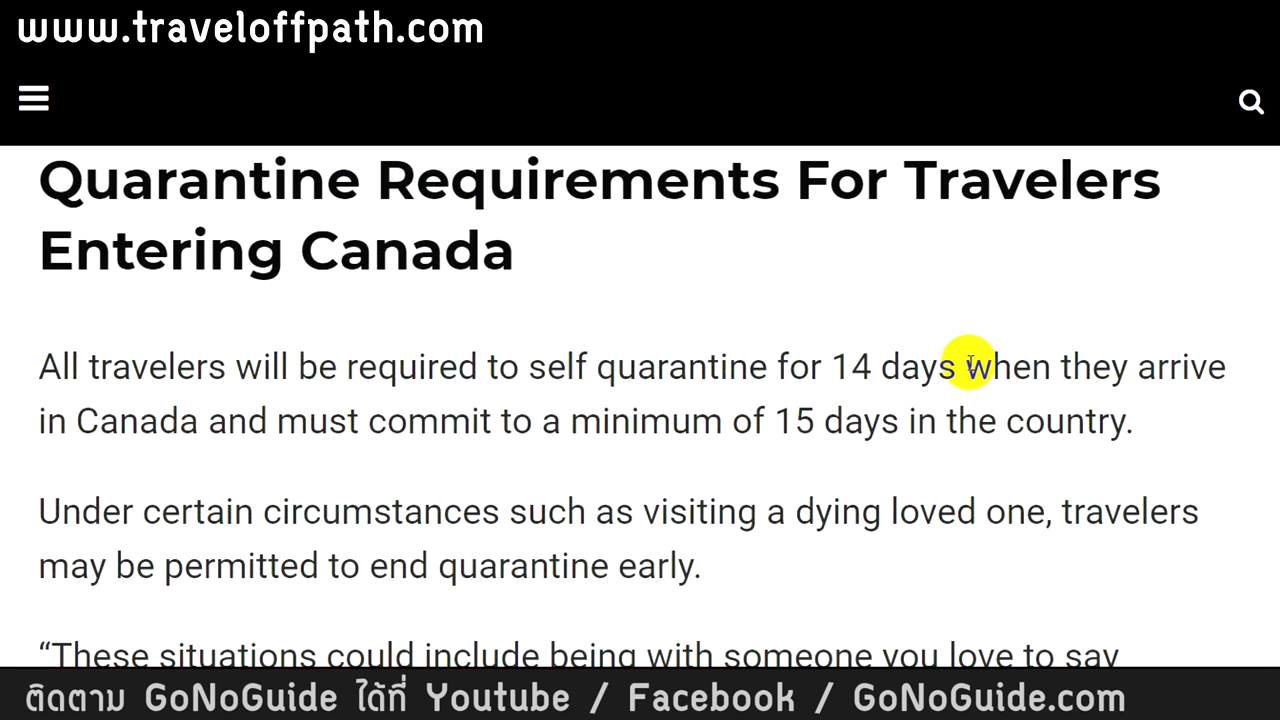 www.traveloffpath.com
Quarantine Requirements For Travelers
Entering Canada
All travelers will be required to self quarantine for 14 days when they arrive
in Canada and must commit to a minimum of 15 days in the country.
Under certain circumstances such as visiting a dying loved one, travelers
may be permitted to end quarantine early.
“These situations could include being with someone you love to say
ติดตาม GoNoGuide ได้ที่ Youtube / Facebook / GoNoGuide.com